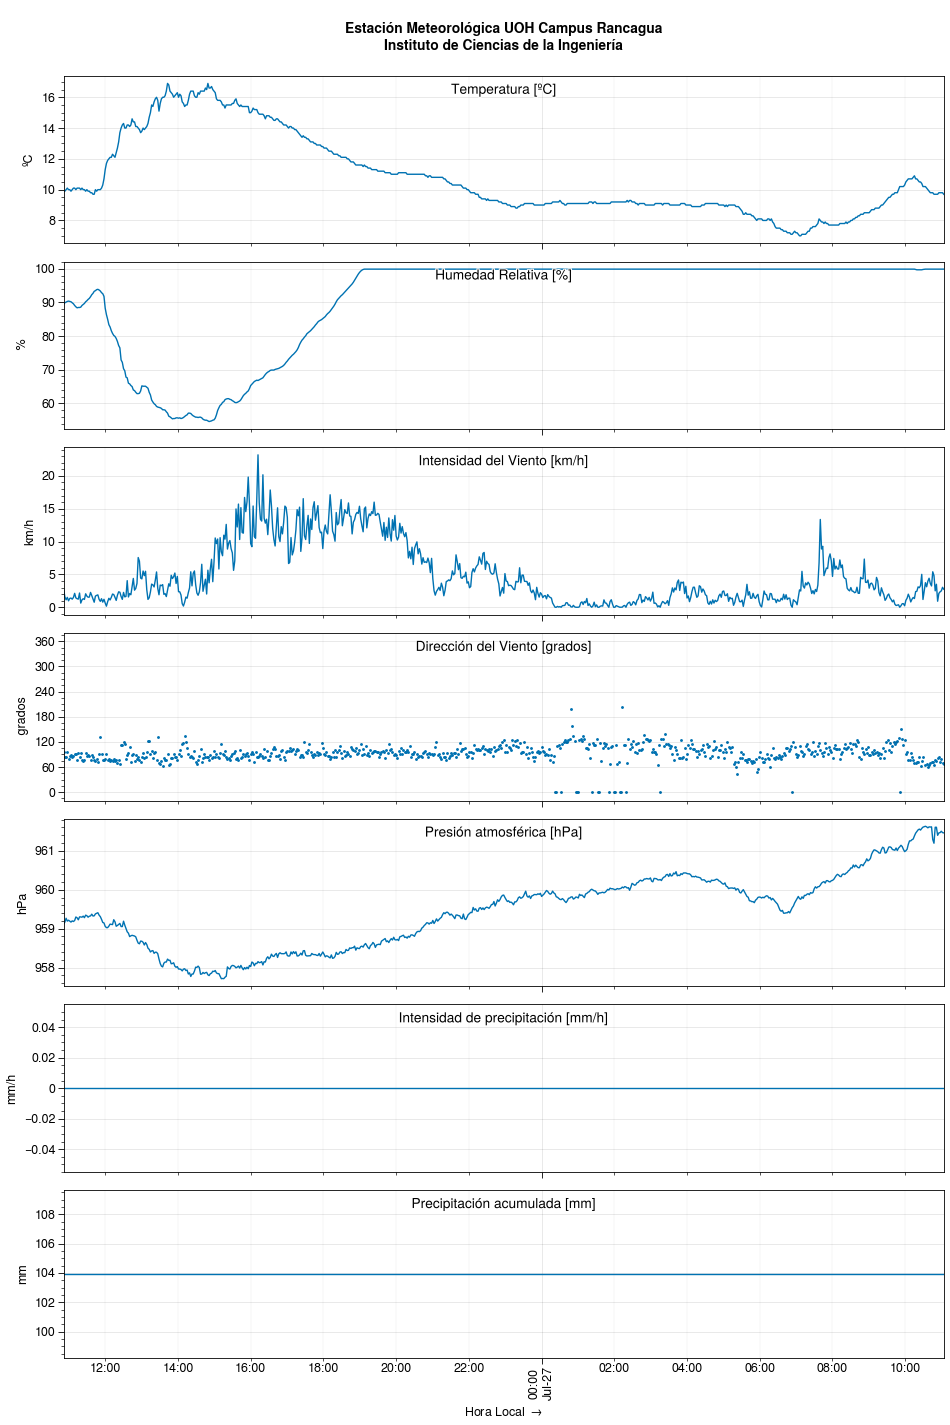 Estación Meteorológica UOH Campus Rancagua
Instituto de Ciencias de la Ingeniería
Temperatura [ºC]
16
14
12
10
8
ºC
Humedad Relativa [%]
100
90
80
70
60
%
Intensidad del Viento [km/h]
20
15
10
5
0
km/h
Dirección del Viento [grados]
360
300
240
180
120
60
0
grados
Presión atmosférica [hPa]
961
960
959
958
hPa
Intensidad de precipitación [mm/h]
0.04
0.02
0
−0.02
−0.04
mm/h
Precipitación acumulada [mm]
108
106
104
102
100
mm
12:00 14:00 16:00 18:00 20:00 22:00 00:00 02:00 04:00 06:00 08:00 10:00
Jul-27
Hora Local →